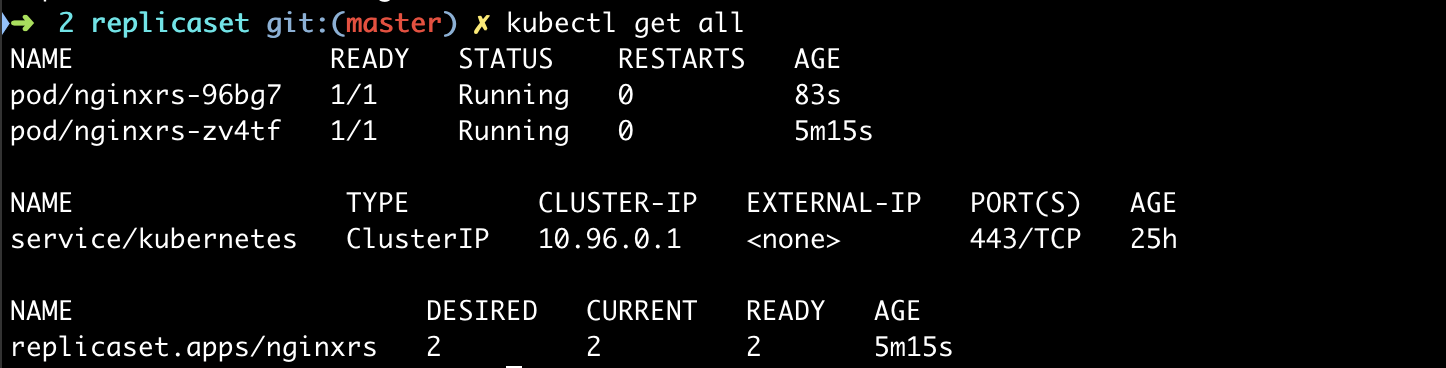 ➜ 2 replicaset git:(master) ✗ kubectl get all
NAME READY STATUS RESTARTS AGE
pod/nginxrs-96bg7 1/1 Running 0 83s
pod/nginxrs-zv4tf 1/1 Running 0 5m15s
NAME TYPE CLUSTER-IP EXTERNAL-IP PORT(S) AGE
service/kubernetes ClusterIP 10.96.0.1 <none> 443/TCP 25h
NAME DESIRED CURRENT READY AGE
replicaset.apps/nginxrs 2 2 2 5m15s